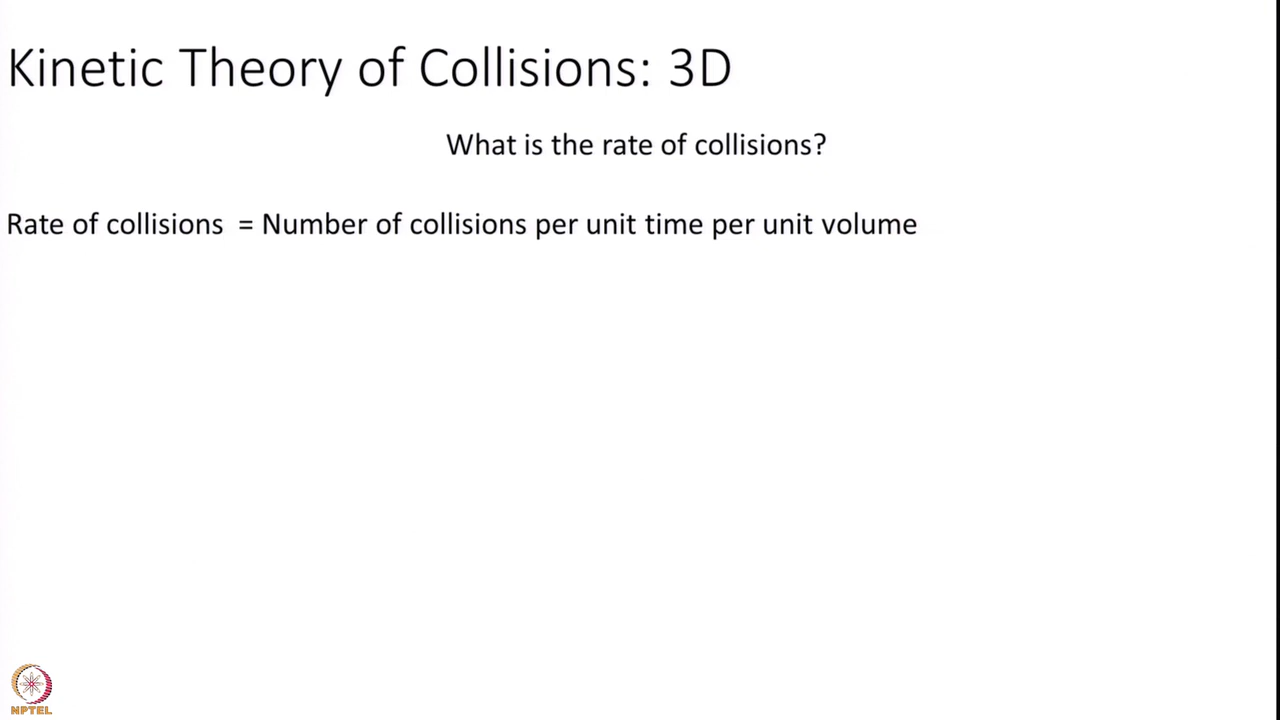 Kinetic Theory of Collisions: 3D
What is the rate of collisions?
Rate of collisions = Number of collisions per unit time per unit volume
NPTEL